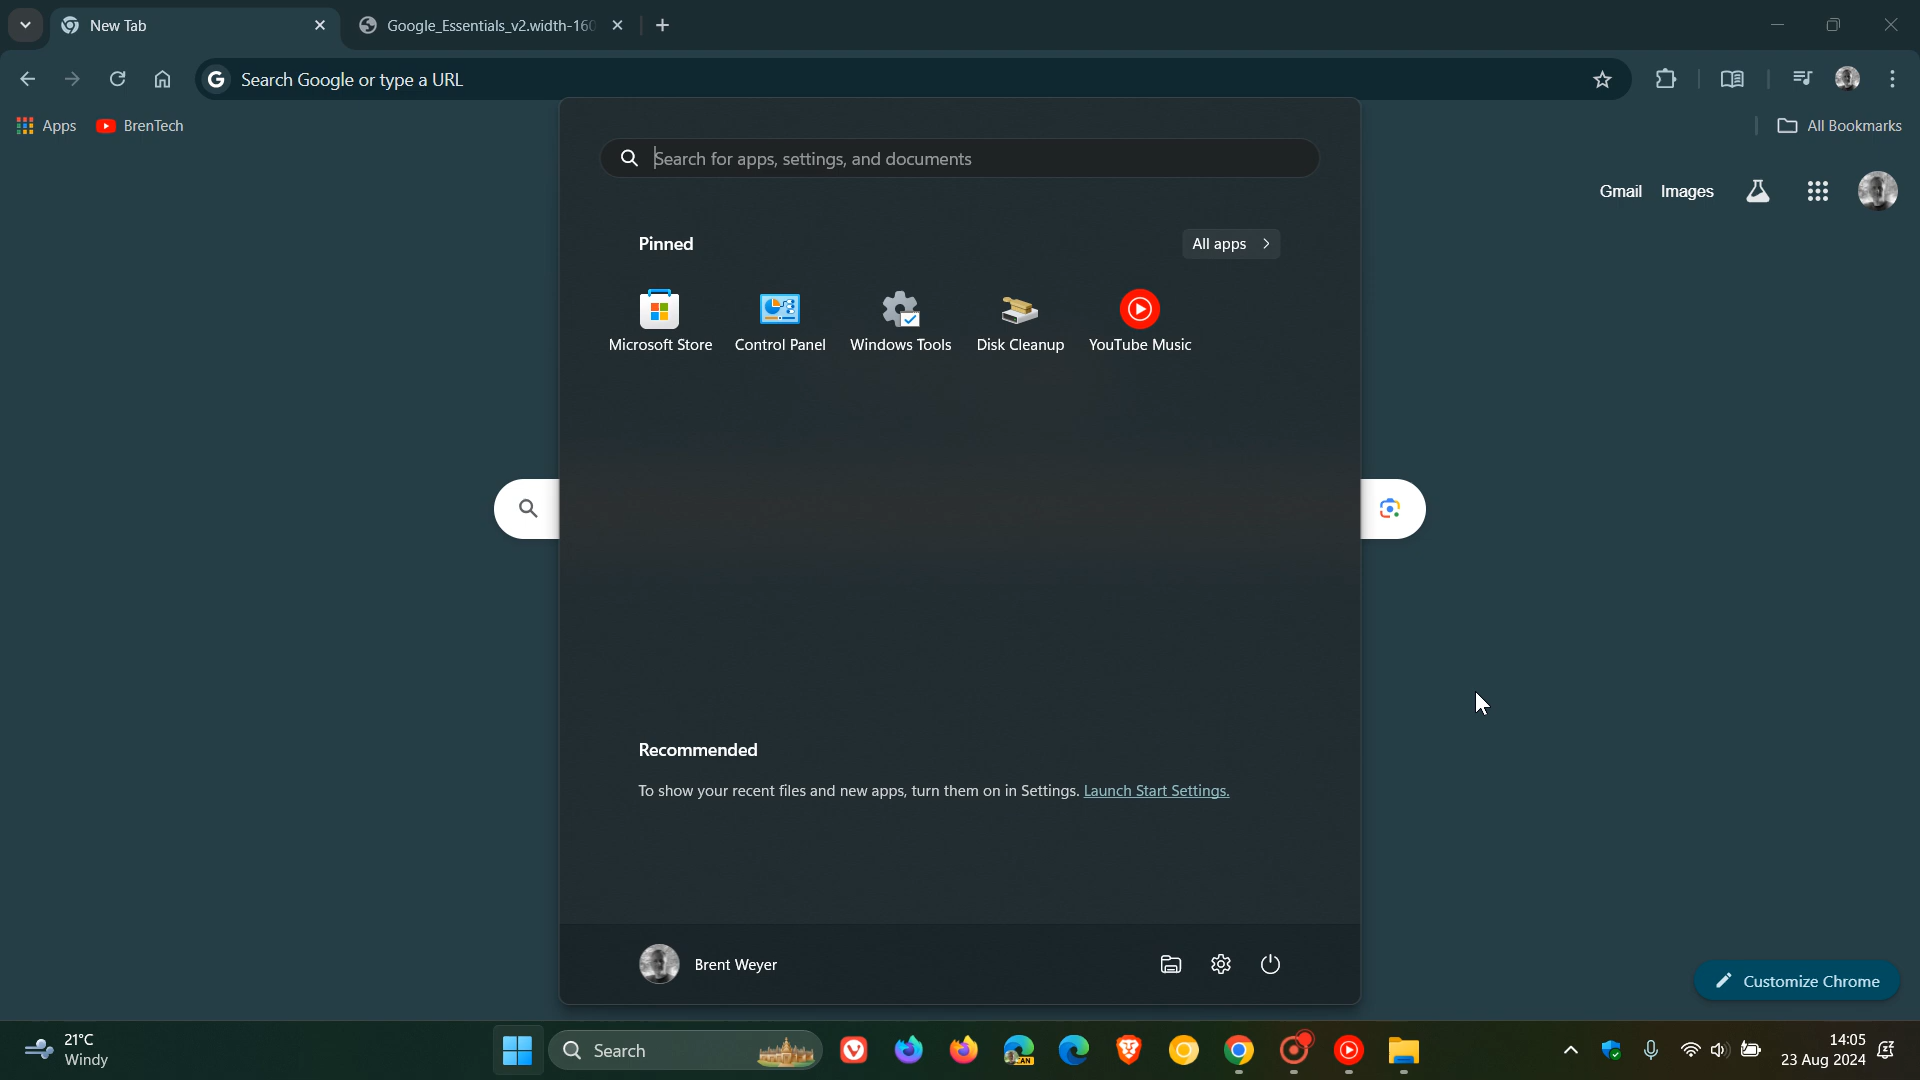 New Tab
Google_Essentials_v2.width-160
Search Google or type a URL
Apps
BrenTech
All Bookmarks
Search for apps, settings, and documents
Gmail
Images
Pinned
All apps
Microsoft Store
Control Panel
Windows Tools
Disk Cleanup
YouTube Music
Recommended
To show your recent files and new apps, turn them on in Settings. Launch Start Settings.
Brent Weyer
Customize Chrome
21°C
Windy
Search
CAN
14:05
23 Aug 2024